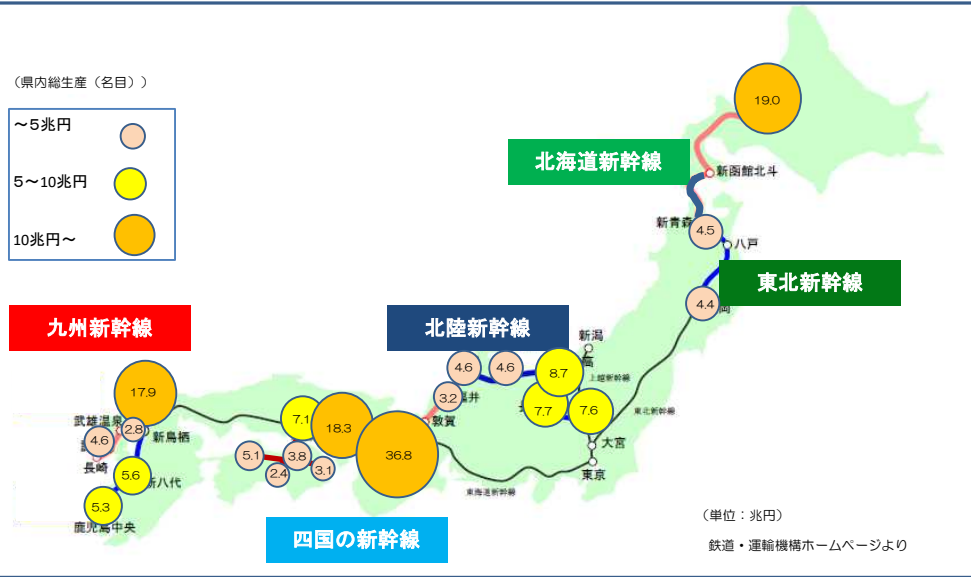 （県内総生産（名目））
～5兆円
5～10兆円
10兆円～
19.0
北海道新幹線
新函館北斗
新青森
4.5
八戸
東北新幹線
4.4
九州新幹線
北陸新幹線
新潟
4.6
4.6
8.7
上越新幹線
17.9
3.2
福井
7.7
7.6
東北新幹線
武雄温泉
2.8
新鳥栖
7.1
18.3
敦賀
4.6
36.8
大宮
長崎
5.1
3.8
東京
5.6
新八代
2.4
3.1
東海道新幹線
5.3
鹿児島中央
四国の新幹線
（単位：兆円）
鉄道・運輸機構ホームページより